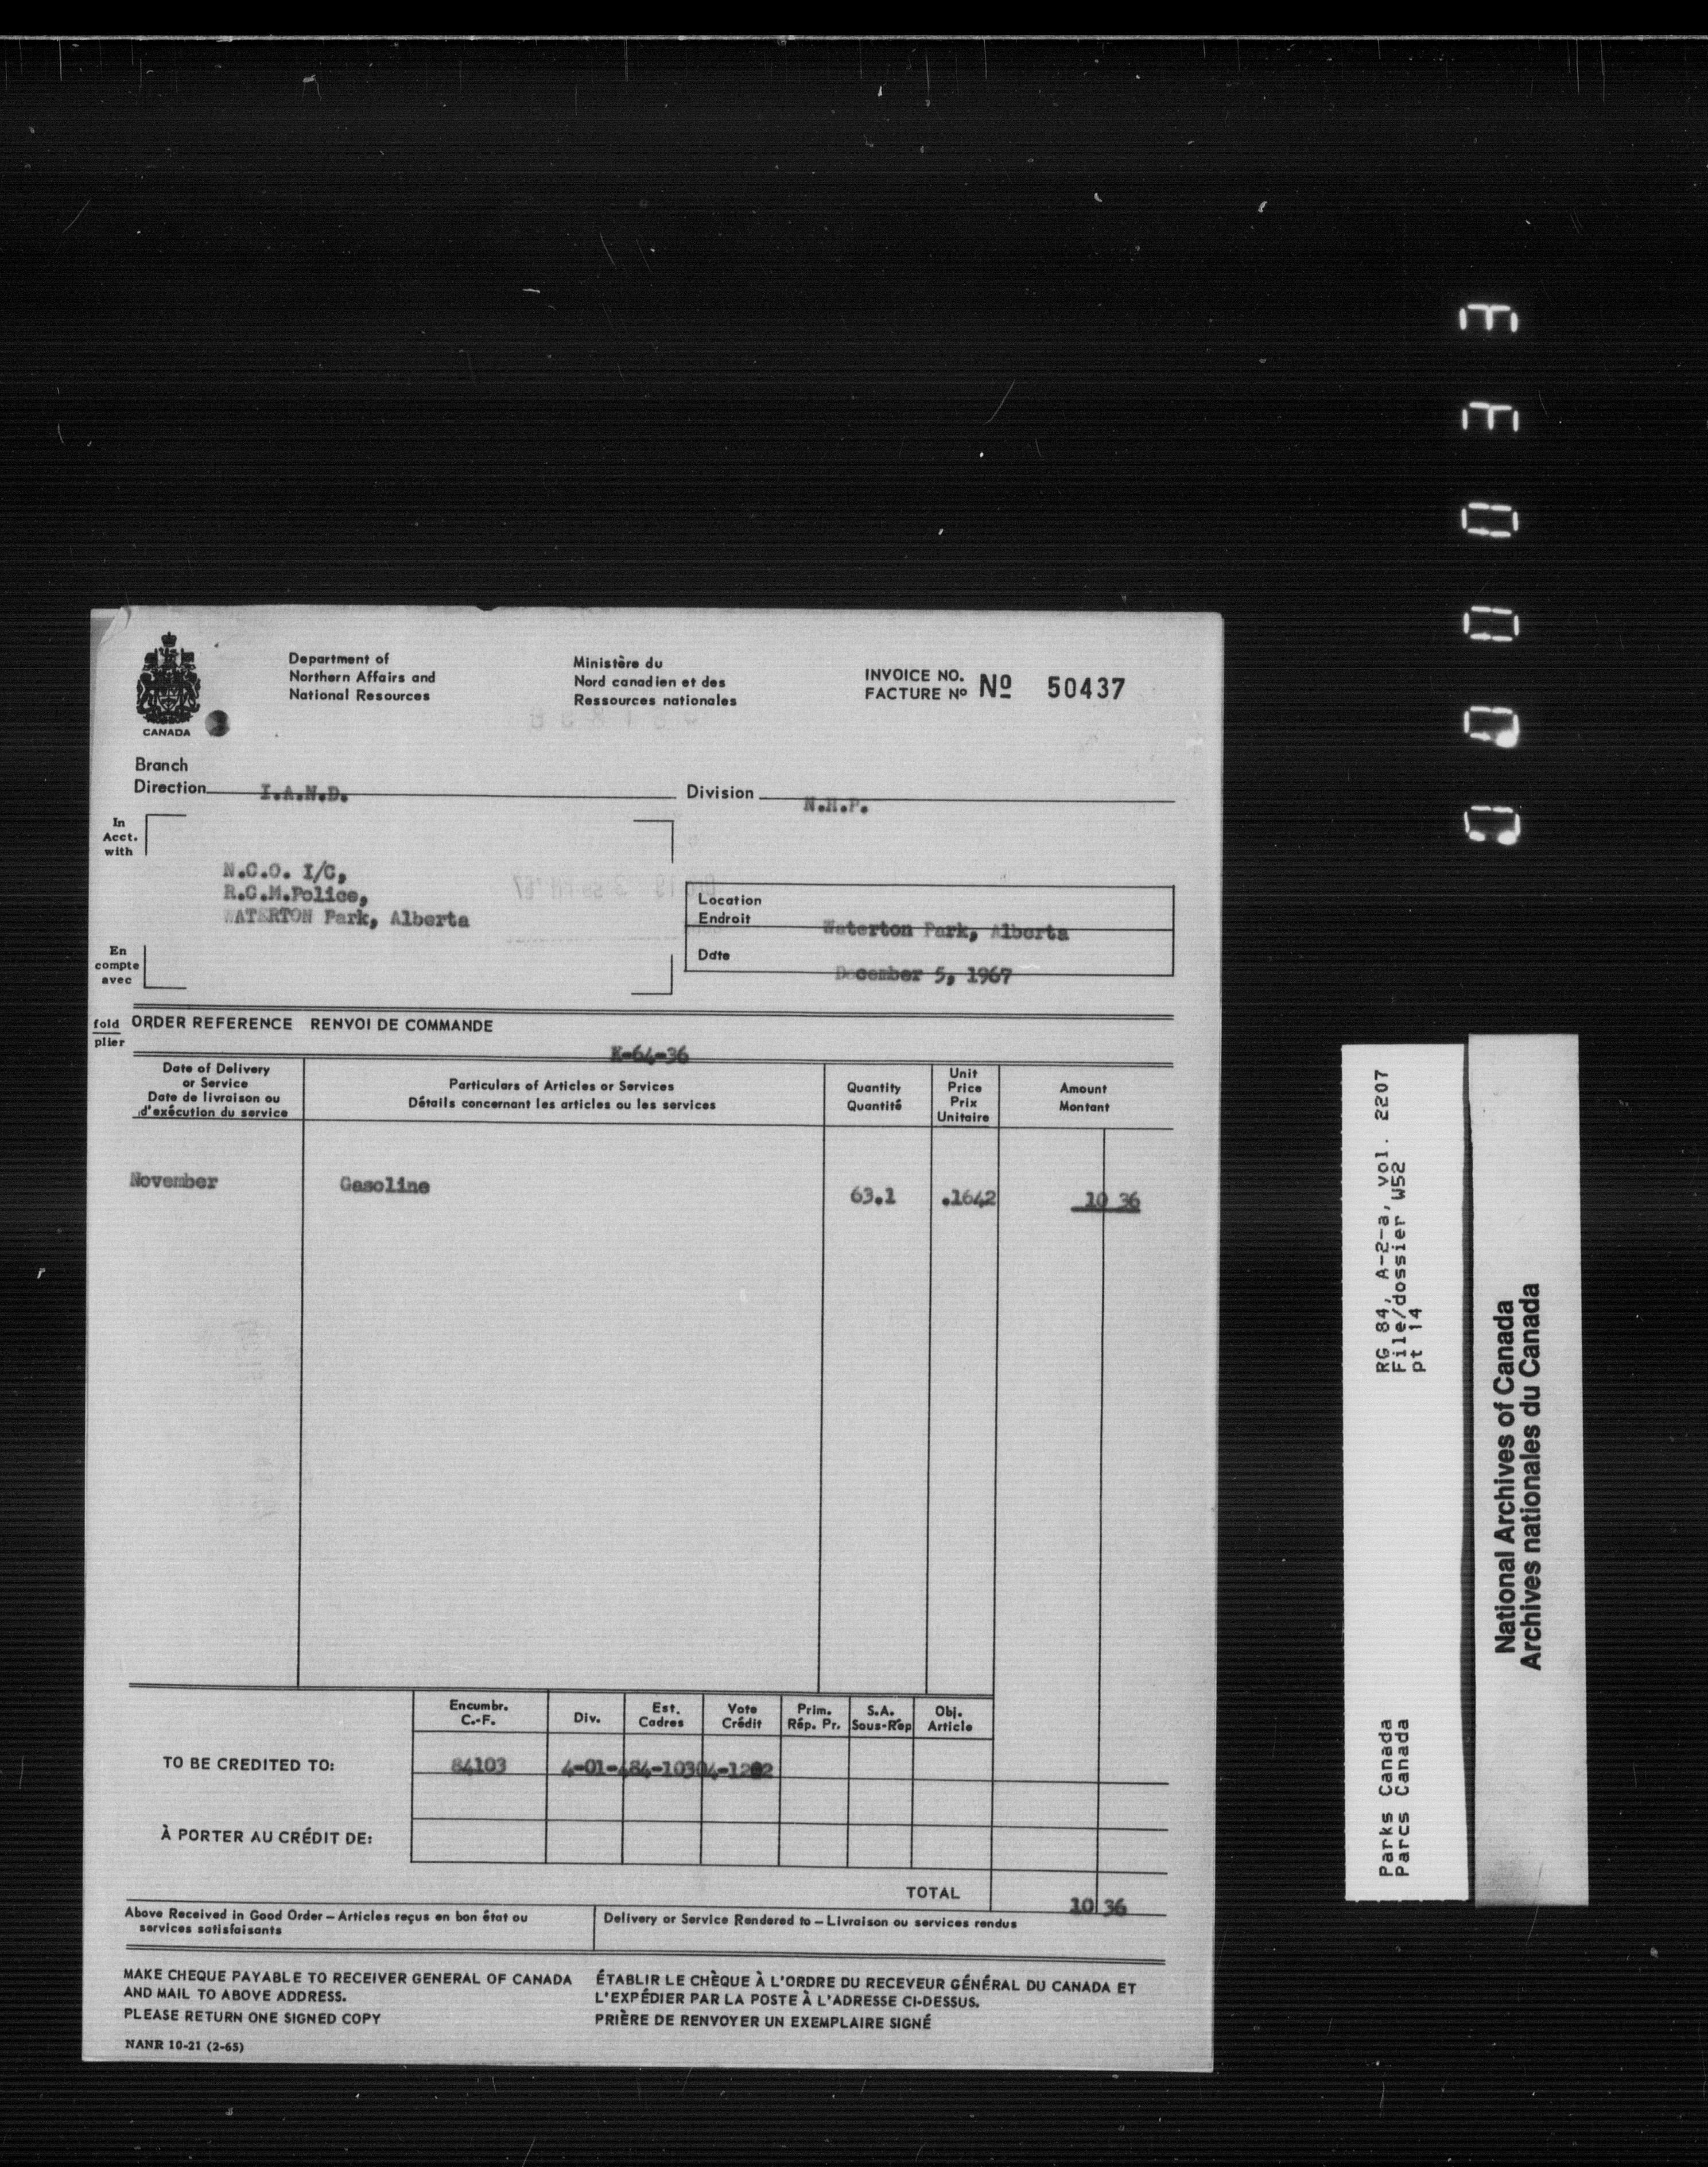 Department of
Northern Affairs and
National Resources
Ministère du
Nord canadien et des
Ressources nationales
INVOICE NO.
FACTURE Nº Nº 50437
CANADA
Branch
Direction I.A.N.D.
Division N.H.P.
In
Acct.
with
N.C.O. I/C,
R.C.M.Police,
WATERTON Park, Alberta
En
compte
avec
Location
Endroit Waterton Park, Alberta
Date December 5, 1967
fold
plier
ORDER REFERENCE RENVOI DE COMMANDE
K-64-36
Date of Delivery
or Service
Date de livraison ou
d'exécution du service
Particulars of Articles or Services
Détails concernant les articles ou les services
Quantity
Quantité
Unit
Price
Prix
Unitaire
Amount
Montant
November Gasoline 63.1 .1642 10 36
Encumbr.
C.-F.
Div.
Est.
Cadres
Vote
Crédit
Prim.
Rép. Pr.
S.A.
Sous-Rép
Obj.
Article
TO BE CREDITED TO: 84103 4-01-484-10304-1202
À PORTER AU CRÉDIT DE:
TOTAL 10 36
Above Received in Good Order – Articles reçus en bon état ou
services satisfaisants
Delivery or Service Rendered to – Livraison ou services rendus
MAKE CHEQUE PAYABLE TO RECEIVER GENERAL OF CANADA
AND MAIL TO ABOVE ADDRESS.
PLEASE RETURN ONE SIGNED COPY
ÉTABLIR LE CHÈQUE À L'ORDRE DU RECEVEUR GÉNÉRAL DU CANADA ET
L'EXPÉDIER PAR LA POSTE À L'ADRESSE CI-DESSUS.
PRIÈRE DE RENVOYER UN EXEMPLAIRE SIGNÉ
NANR 10-21 (2-65)
RG 84, A-2-a, vol. 2207
File/dossier W52
pt 14
Parks Canada
Parcs Canada
National Archives of Canada
Archives nationales du Canada